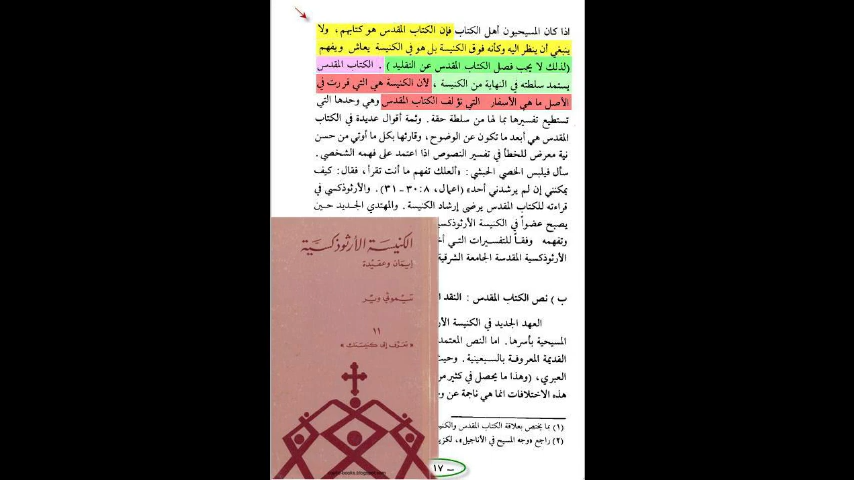 اذا كان المسيحيون أهل الكتاب فإن الكتاب المقدس هو كتابهم، ولا
ينبغي أن ينظر اليه وكأنه فوق الكنيسة بل هو في الكنيسة يعاش ويفهم
(لذلك لا يجب فصل الكتاب المقدس عن التقليد) . الكتاب المقدس
يستمد سلطته في النهاية من الكنيسة ، لأن الكنيسة هي التي قررت في
الأصل ما هي الأسفار التي تؤلف الكتاب المقدس وهي وحدها التي
تستطيع تفسيرها بما لها من سلطة حقة. وثمة أقوال عديدة في الكتاب
المقدس هي أبعد ما تكون عن الوضوح، وقارئها بكل ما أوتي من حسن
نية معرض للخطأ في تفسير النصوص اذا اعتمد على فهمه الشخصي.
سأل فيلبس الخصي الحبشي: «ألعلك تفهم ما أنت تقرأ، فقال: كيف
يمكنني إن لم يرشدني أحد» (اعمال، ٨: ٣٠-٣١). والأرثوذكسي في
قراءته للكتاب المقدس يرضى إرشاد الكنيسة. والمهتدي الجديد حين
يصبح عضواً في الكنيسة الأرثوذكسية
وتفهمه وفقاً للتفسيرات التي
الأرثوذكسية المقدسة الجامعة الشرقية
ب) نص الكتاب المقدس: النقد
العهد الجديد في الكنيسة
المسيحية بأسرها. اما النص المعتمد
القديمة المعروفة بالسبعينية.
العبري، (وهذا ما يحصل في كثير من
هذه الاختلافات انما هي ناجمة عن
(١) بما يختص بعلاقة الكتاب المقدس
(٢) راجع «وجه المسيح في الأناجيل»،
١٧ –
الكنيسة الأرثوذكسية
إيمان وعقيدة
تيموثي وير
١١
« تعرف إلى كنيستك »